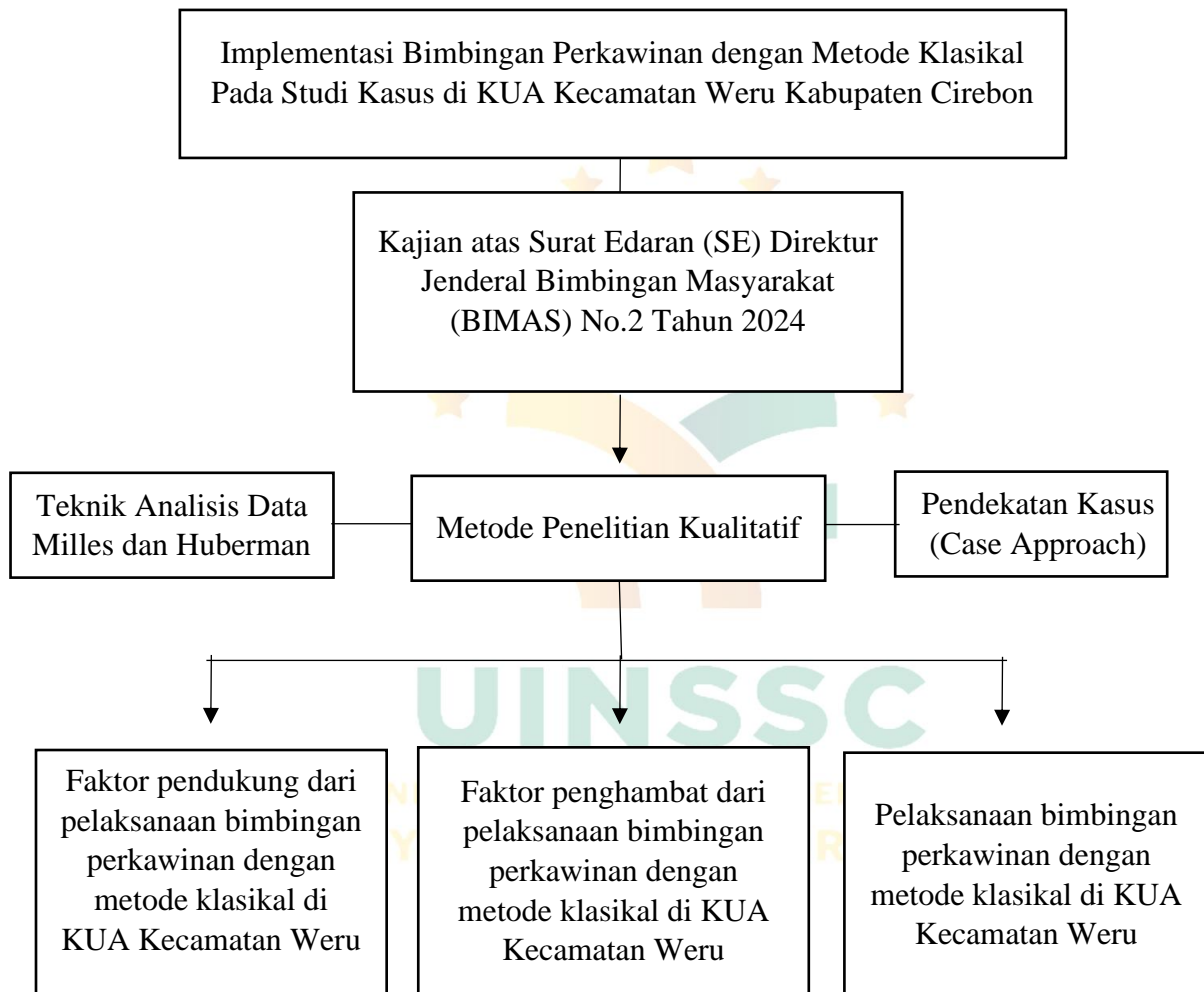 Implementasi Bimbingan Perkawinan dengan Metode Klasikal
Pada Studi Kasus di KUA Kecamatan Weru Kabupaten Cirebon
Kajian atas Surat Edaran (SE) Direktur
Jenderal Bimbingan Masyarakat
(BIMAS) No.2 Tahun 2024
Teknik Analisis Data
Milles dan Huberman
Metode Penelitian Kualitatif
Pendekatan Kasus
(Case Approach)
UINSSC
Faktor pendukung dari
pelaksanaan bimbingan
perkawinan dengan
metode klasikal di
KUA Kecamatan Weru
Faktor penghambat dari
pelaksanaan bimbingan
perkawinan dengan
metode klasikal di KUA
Kecamatan Weru
Pelaksanaan bimbingan
perkawinan dengan
metode klasikal di KUA
Kecamatan Weru